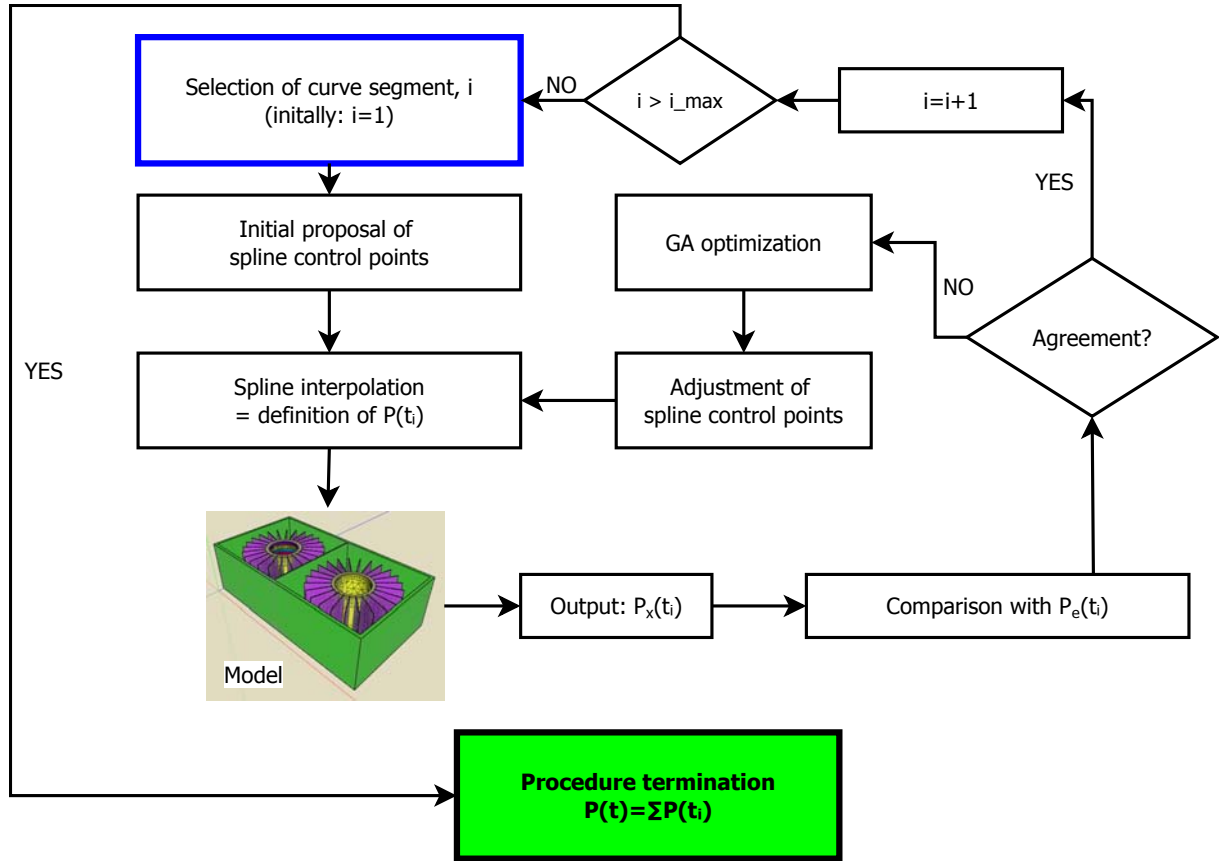 Selection of curve segment, i
(initally: i=1)
NO
i > i_max
i=i+1
YES
Initial proposal of
spline control points
GA optimization
NO
Agreement?
YES
Spline interpolation
= definition of P(tᵢ)
Adjustment of
spline control points
Model
Output: Pₓ(tᵢ)
Comparison with Pₑ(tᵢ)
Procedure termination
P(t)=ΣP(tᵢ)